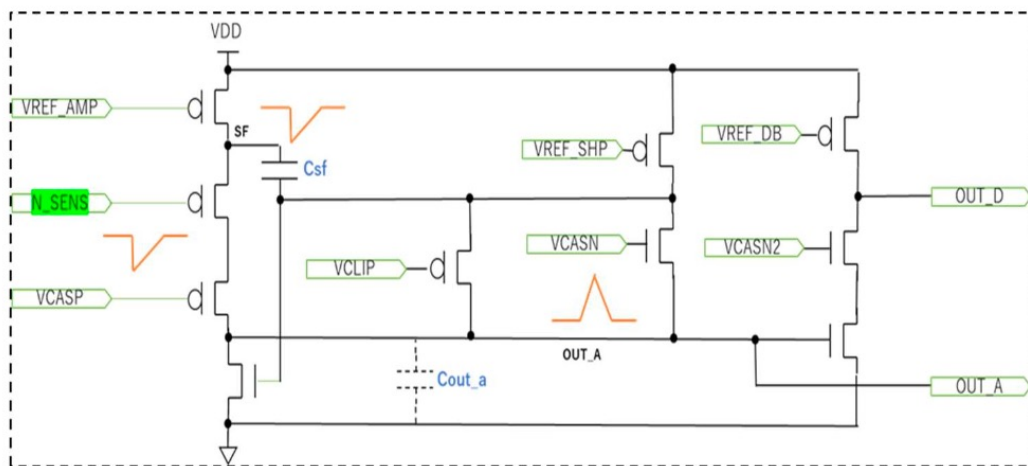 VDD
VREF_AMP
SF
Csf
VREF_SHP
VREF_DB
N_SENS
OUT_D
VCASN
VCASN2
VCLIP
VCASP
OUT_A
Cout_a
OUT_A